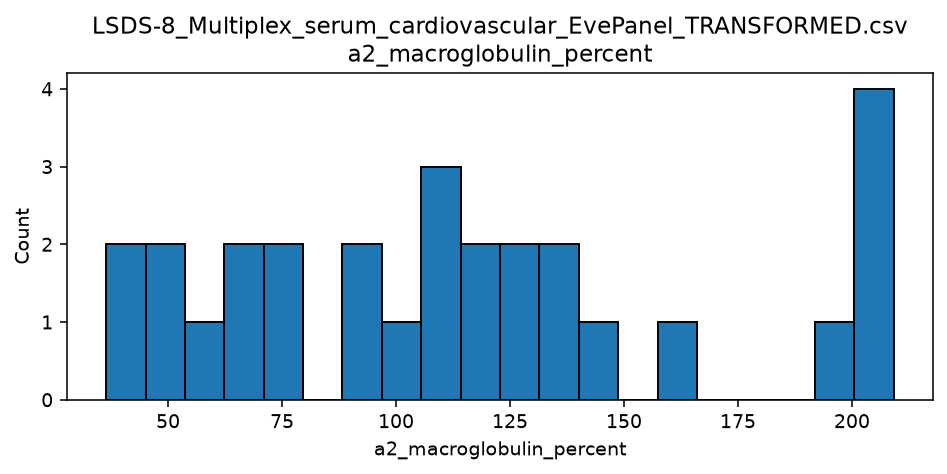 LSDS-8_Multiplex_serum_cardiovascular_EvePanel_TRANSFORMED.csv
a2_macroglobulin_percent
4
3
2
1
0
Count
50 75 100 125 150 175 200
a2_macroglobulin_percent